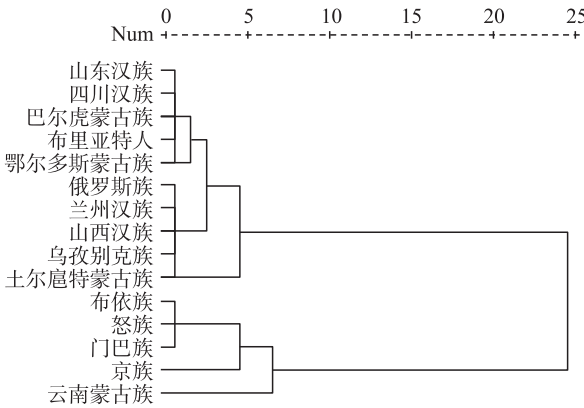 0 5 10 15 20 25
Num
山东汉族
四川汉族
巴尔虎蒙古族
布里亚特人
鄂尔多斯蒙古族
俄罗斯族
兰州汉族
山西汉族
乌孜别克族
土尔扈特蒙古族
布依族
怒族
门巴族
京族
云南蒙古族